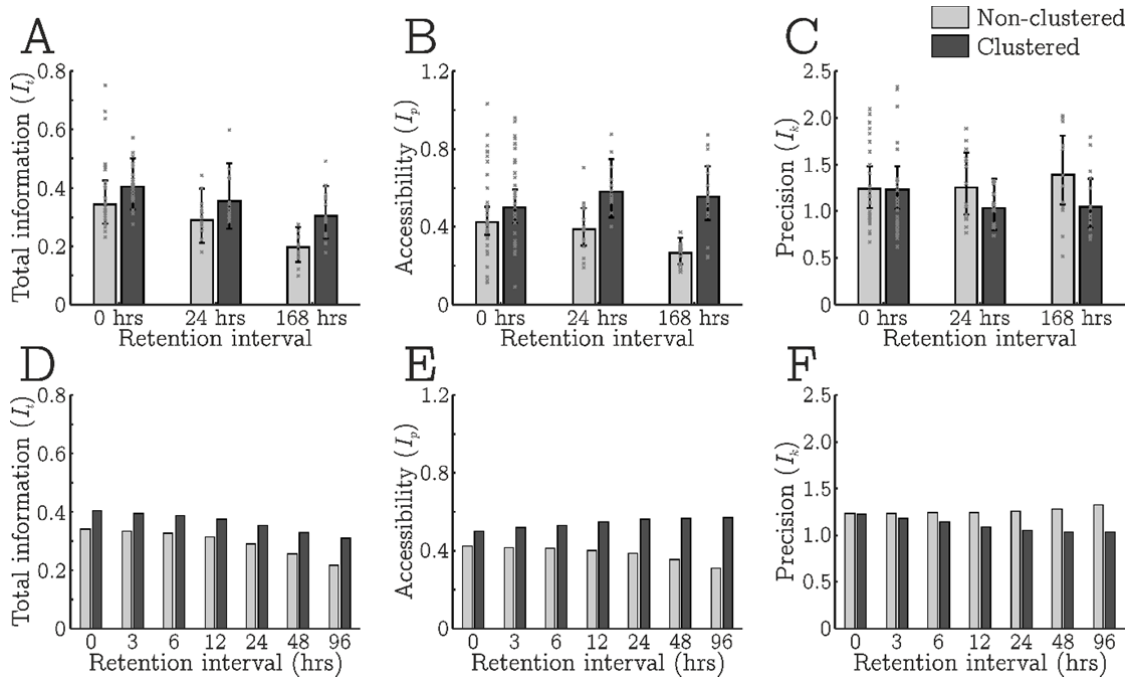 A
B
C
Non-clustered
Clustered
Total information (I_t)
0.8
0.6
0.4
0.2
0
0 hrs
24 hrs
168 hrs
Retention interval
Accessibility (I_p)
1.2
0.8
0.4
0
0 hrs
24 hrs
168 hrs
Retention interval
Precision (I_k)
2.5
2.0
1.5
1.0
0.5
0
0 hrs
24 hrs
168 hrs
Retention interval
D
E
F
Total information (I_t)
0.8
0.6
0.4
0.2
0
0 3 6 12 24 48 96
Retention interval (hrs)
Accessibility (I_p)
1.2
0.8
0.4
0
0 3 6 12 24 48 96
Retention interval (hrs)
Precision (I_k)
2.5
2.0
1.5
1.0
0.5
0
0 3 6 12 24 48 96
Retention interval (hrs)